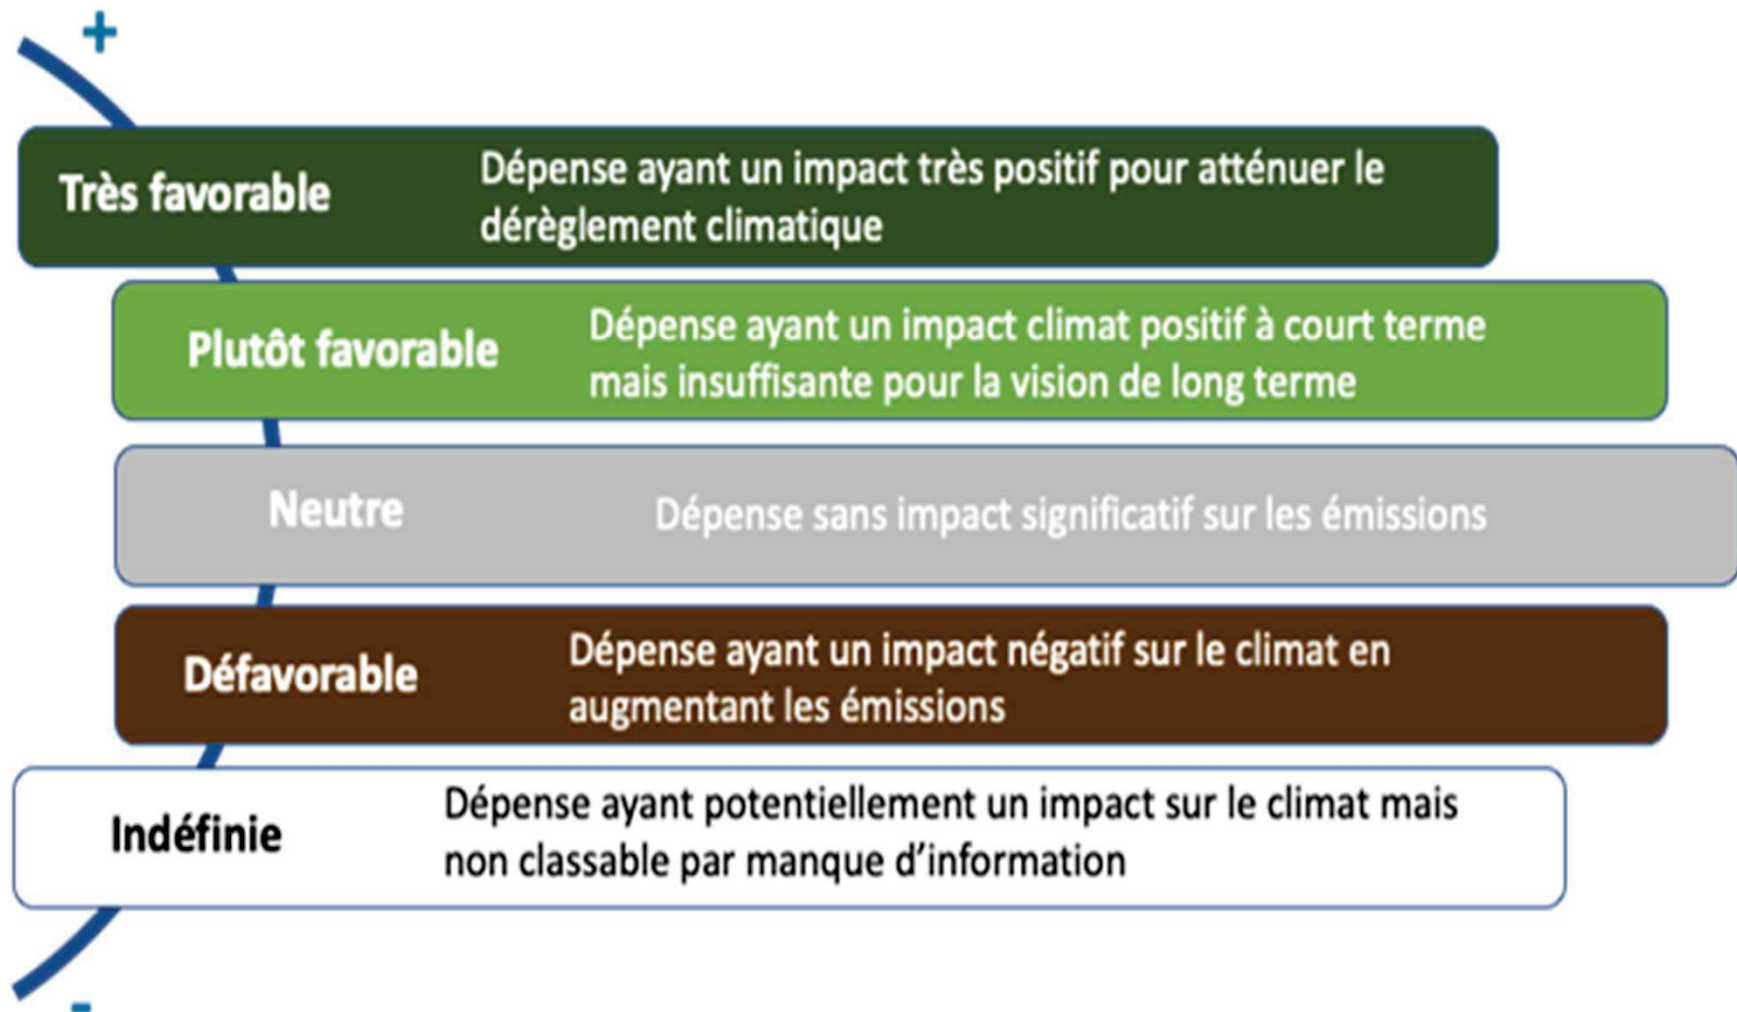 +
Très favorable
Dépense ayant un impact très positif pour atténuer le
dérèglement climatique
Plutôt favorable
Dépense ayant un impact climat positif à court terme
mais insuffisante pour la vision de long terme
Neutre
Dépense sans impact significatif sur les émissions
Défavorable
Dépense ayant un impact négatif sur le climat en
augmentant les émissions
Indéfinie
Dépense ayant potentiellement un impact sur le climat mais
non classable par manque d’information
-